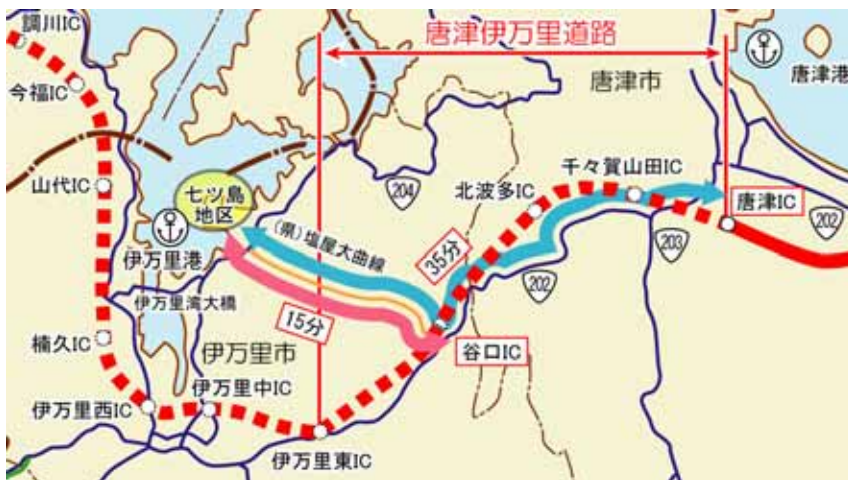 調川IC
今福IC
山代IC
七ツ島
地区
伊万里港
伊万里湾大橋
楠久IC
伊万里市
伊万里西IC
伊万里中IC
伊万里東IC
(県)塩屋大曲線
15分
35分
谷口IC
唐津伊万里道路
唐津市
唐津港
204
北波多IC
千々賀山田IC
唐津IC
202
203
202